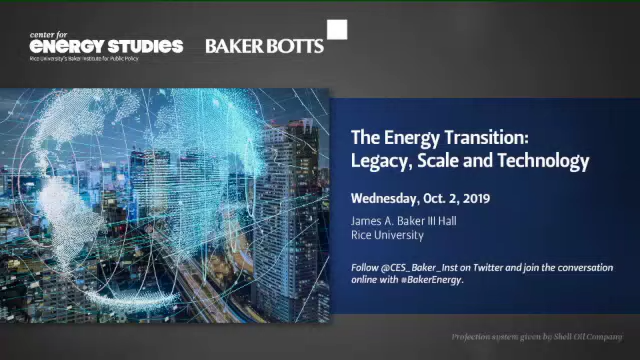 center for
ENERGY STUDIES
Rice University's Baker Institute for Public Policy
BAKER BOTTS
The Energy Transition:
Legacy, Scale and Technology
Wednesday, Oct. 2, 2019
James A. Baker III Hall
Rice University
Follow @CES_Baker_Inst on Twitter and join the conversation
online with #BakerEnergy.
Projection system given by Shell Oil Company